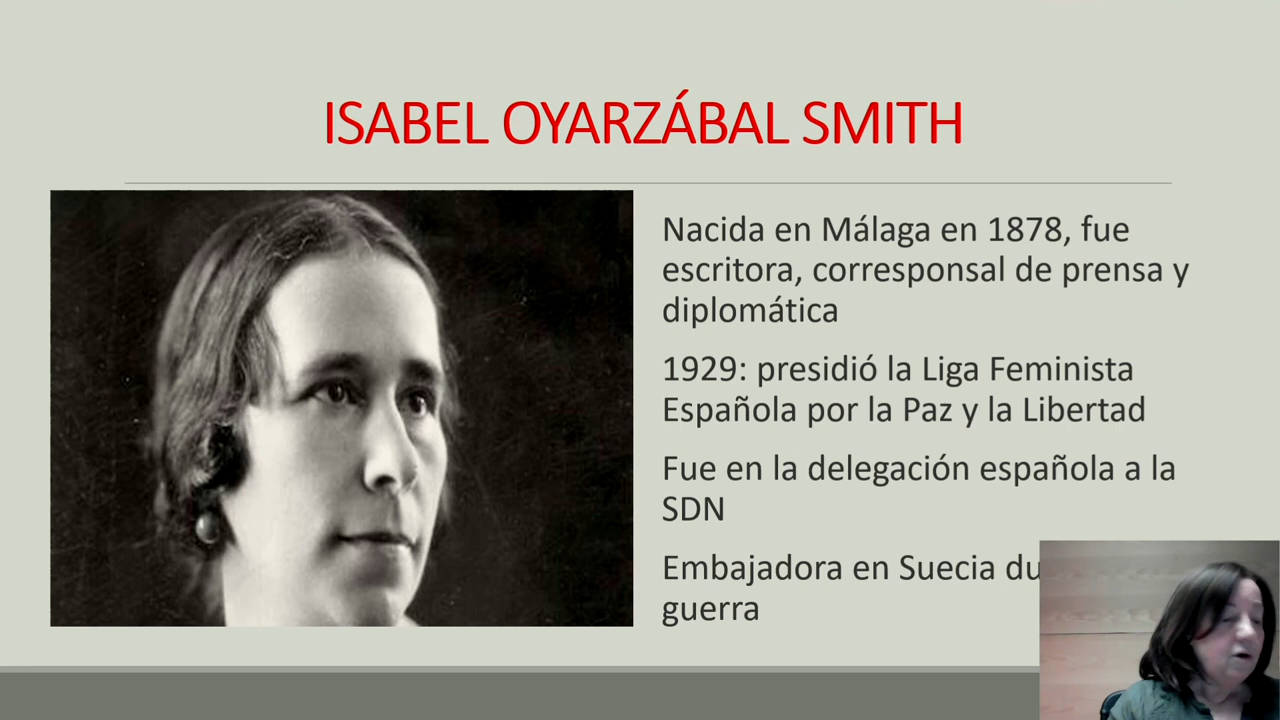 ISABEL OYARZÁBAL SMITH
Nacida en Málaga en 1878, fue
escritora, corresponsal de prensa y
diplomática
1929: presidió la Liga Feminista
Española por la Paz y la Libertad
Fue en la delegación española a la
SDN
Embajadora en Suecia
guerra